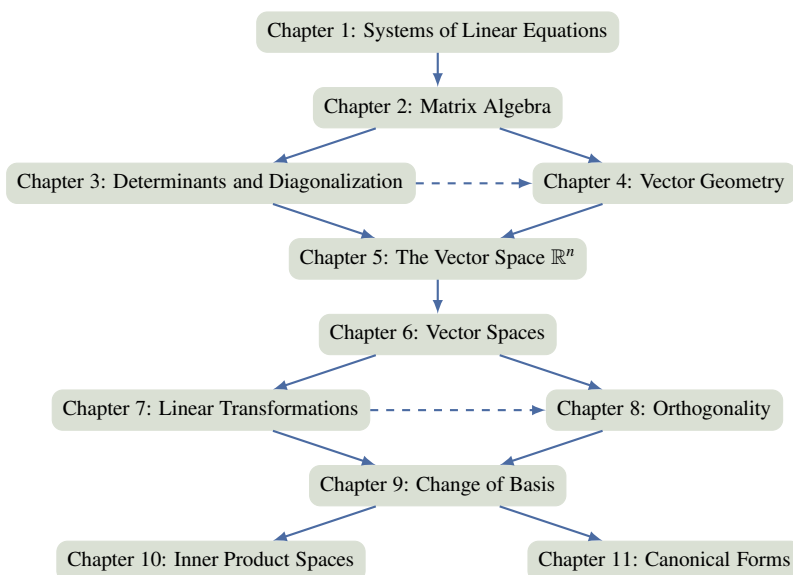 Chapter 1: Systems of Linear Equations
Chapter 2: Matrix Algebra
Chapter 3: Determinants and Diagonalization
Chapter 4: Vector Geometry
Chapter 5: The Vector Space ℝⁿ
Chapter 6: Vector Spaces
Chapter 7: Linear Transformations
Chapter 8: Orthogonality
Chapter 9: Change of Basis
Chapter 10: Inner Product Spaces
Chapter 11: Canonical Forms